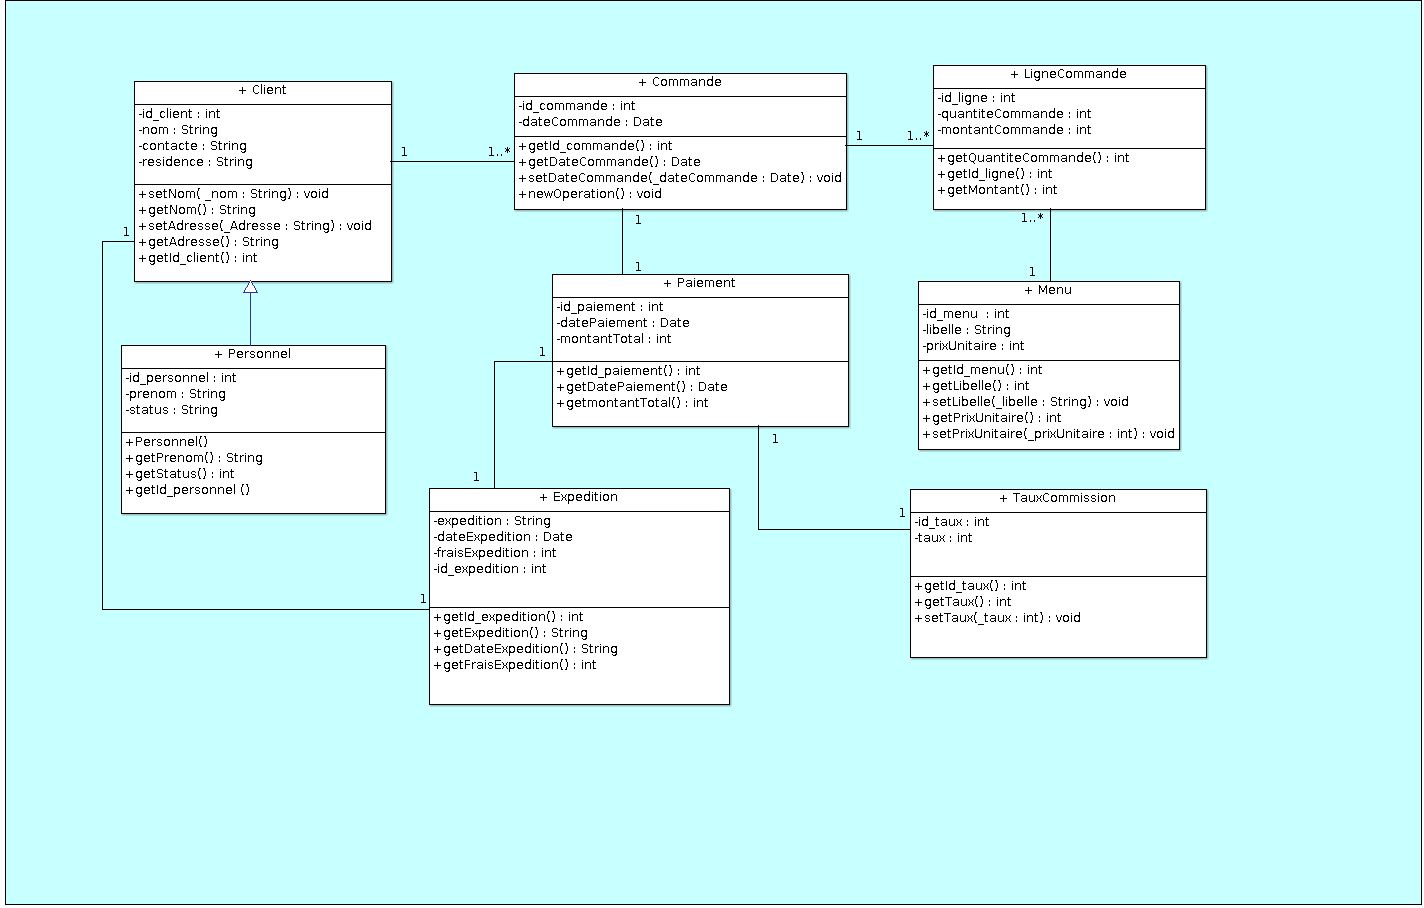 + Client
-id_client : int
-nom : String
-contacte : String
-residence : String
+setNom( _nom : String) : void
+getNom() : String
+setAdresse(_Adresse : String) : void
+getAdresse() : String
+getId_client() : int
1
1..*
1
+ Commande
-id_commande : int
-dateCommande : Date
+getId_commande() : int
+getDateCommande() : Date
+setDateCommande(_dateCommande : Date) : void
+newOperation() : void
1
1..*
1
1
+ LigneCommande
-id_ligne : int
-quantiteCommande : int
-montantCommande : int
+getQuantiteCommande() : int
+getId_ligne() : int
+getMontant() : int
1..*
1
+ Personnel
-id_personnel : int
-prenom : String
-status : String
+Personnel()
+getPrenom() : String
+getStatus() : int
+getId_personnel ()
+ Paiement
-id_paiement : int
-datePaiement : Date
-montantTotal : int
+getId_paiement() : int
+getDatePaiement() : Date
+getmontantTotal() : int
1
1
1
1
+ Menu
-id_menu  : int
-libelle : String
-prixUnitaire : int
+getId_menu() : int
+getLibelle() : int
+setLibelle(_libelle : String) : void
+getPrixUnitaire() : int
+setPrixUnitaire(_prixUnitaire : int) : void
+ Expedition
-expedition : String
-dateExpedition : Date
-fraisExpedition : int
-id_expedition : int
+getId_expedition() : int
+getExpedition() : String
+getDateExpedition() : String
+getFraisExpedition() : int
1
+ TauxCommission
-id_taux : int
-taux : int
+getId_taux() : int
+getTaux() : int
+setTaux(_taux : int) : void